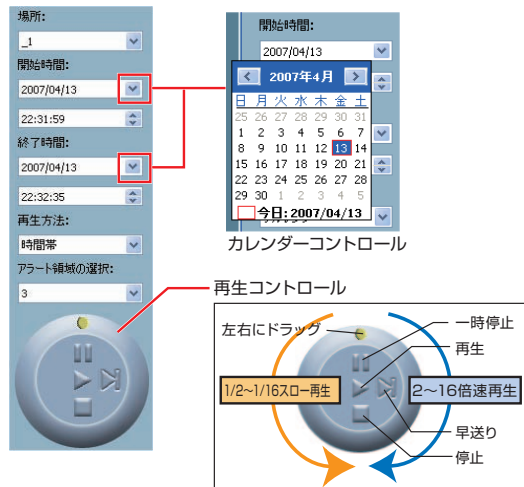 場所:
_1
開始時間:
2007/04/13
22:31:59
終了時間:
2007/04/13
22:32:35
再生方法:
時間帯
アラート領域の選択:
3
開始時間:
2007/04/13
2007年4月
日 月 火 水 木 金 土
25 26 27 28 29 30 31
1 2 3 4 5 6 7
8 9 10 11 12 13 14
15 16 17 18 19 20 21
22 23 24 25 26 27 28
29 30 1 2 3 4 5
今日: 2007/04/13
カレンダーコントロール
再生コントロール
左右にドラッグ
一時停止
再生
1/2～1/16スロー再生
2～16倍速再生
早送り
停止